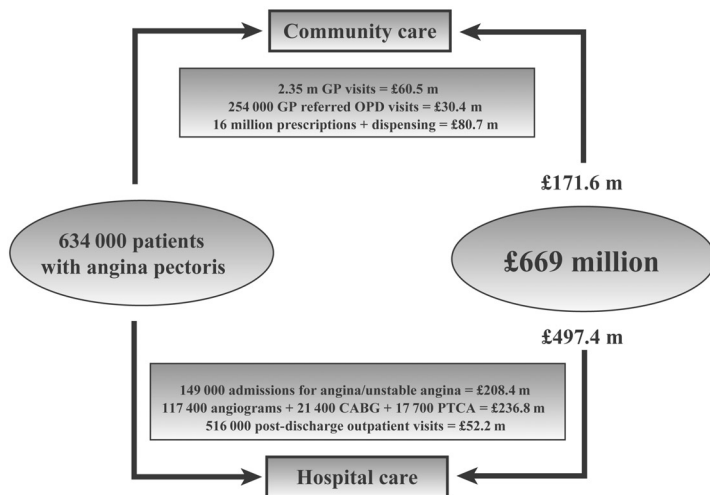 Community care
2.35 m GP visits = £60.5 m
254 000 GP referred OPD visits = £30.4 m
16 million prescriptions + dispensing = £80.7 m
£171.6 m
634 000 patients
with angina pectoris
£669 million
£497.4 m
149 000 admissions for angina/unstable angina = £208.4 m
117 400 angiograms + 21 400 CABG + 17 700 PTCA = £236.8 m
516 000 post-discharge outpatient visits = £52.2 m
Hospital care